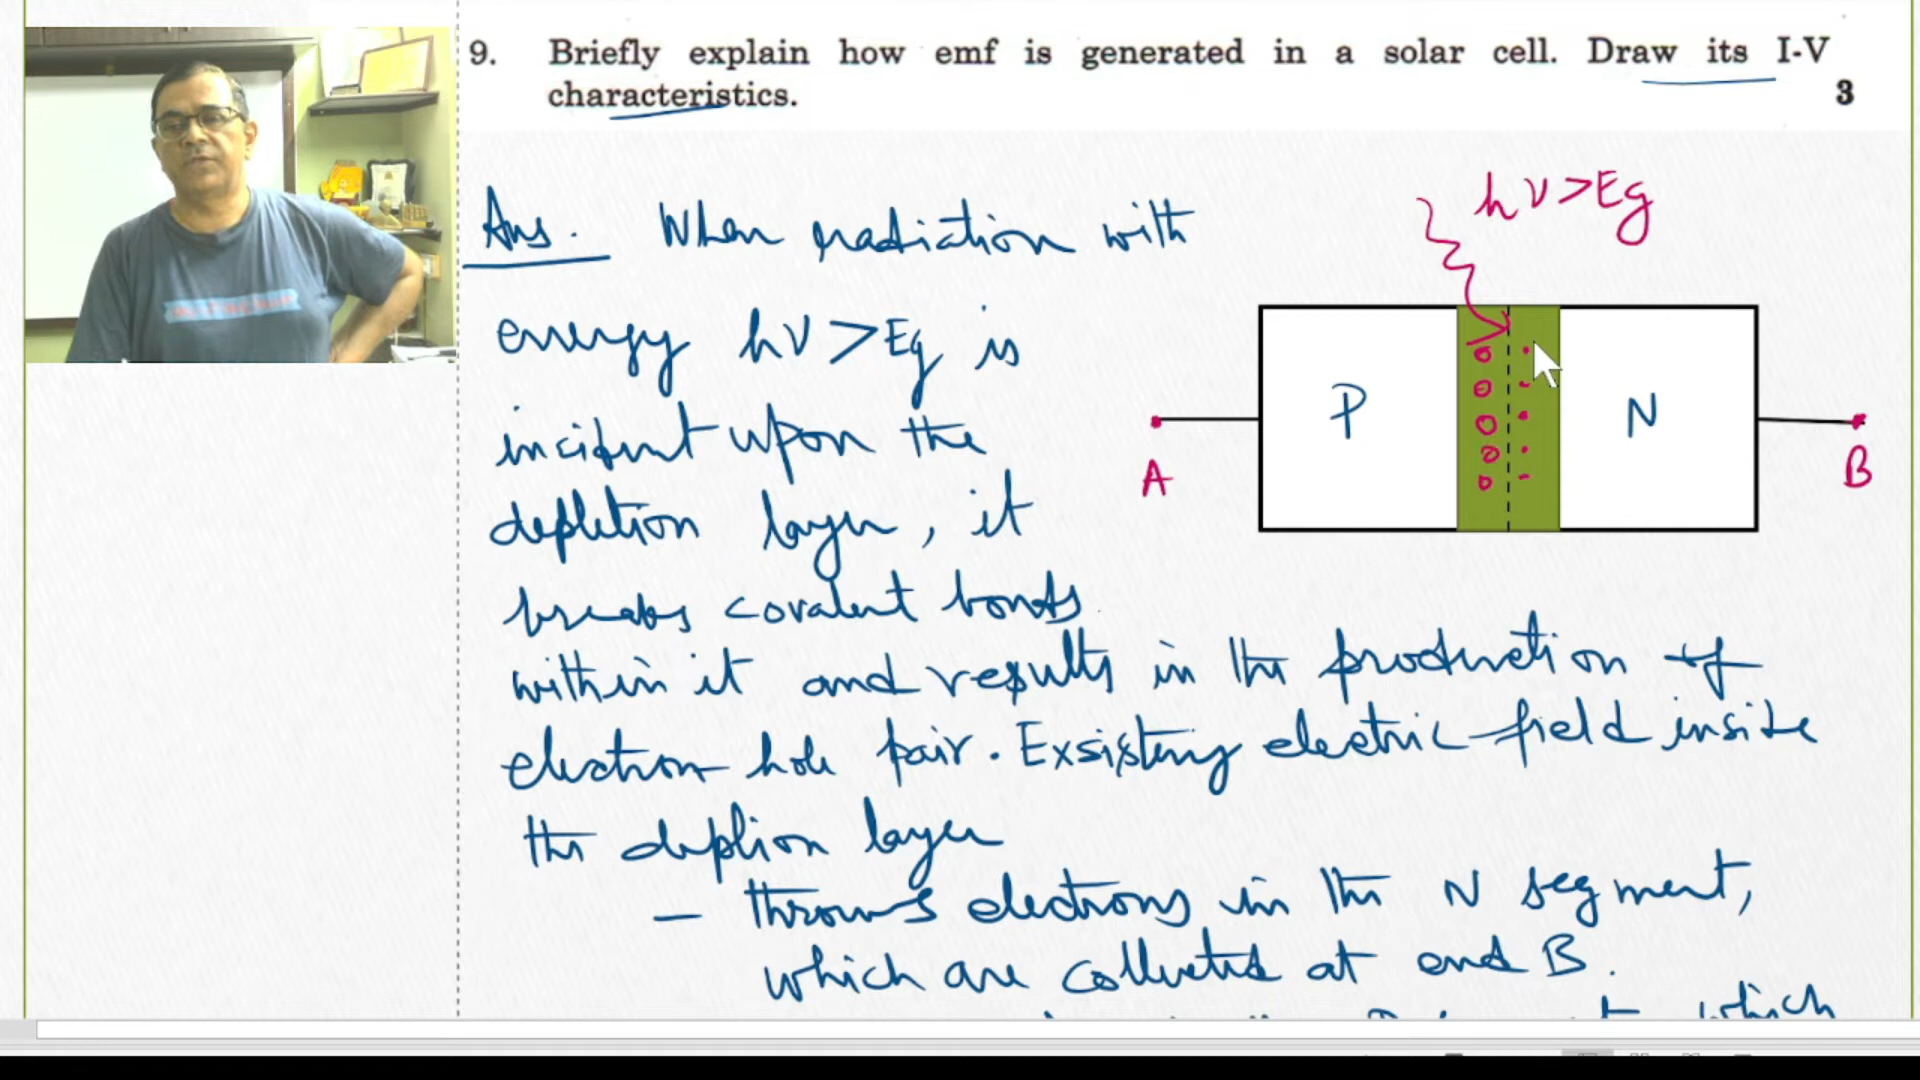 9. Briefly explain how emf is generated in a solar cell. Draw its I-V
characteristics. 3
Ans. When radiation with
energy hν > Eg is
incident upon the
depletion layer, it
breaks covalent bonds
within it and results in the production of
electron hole pair. Exsisting electric field inside
the deplion layer
— throws electrons in the N segment,
which are collected at end B.
which
hν > Eg
P
N
A
B